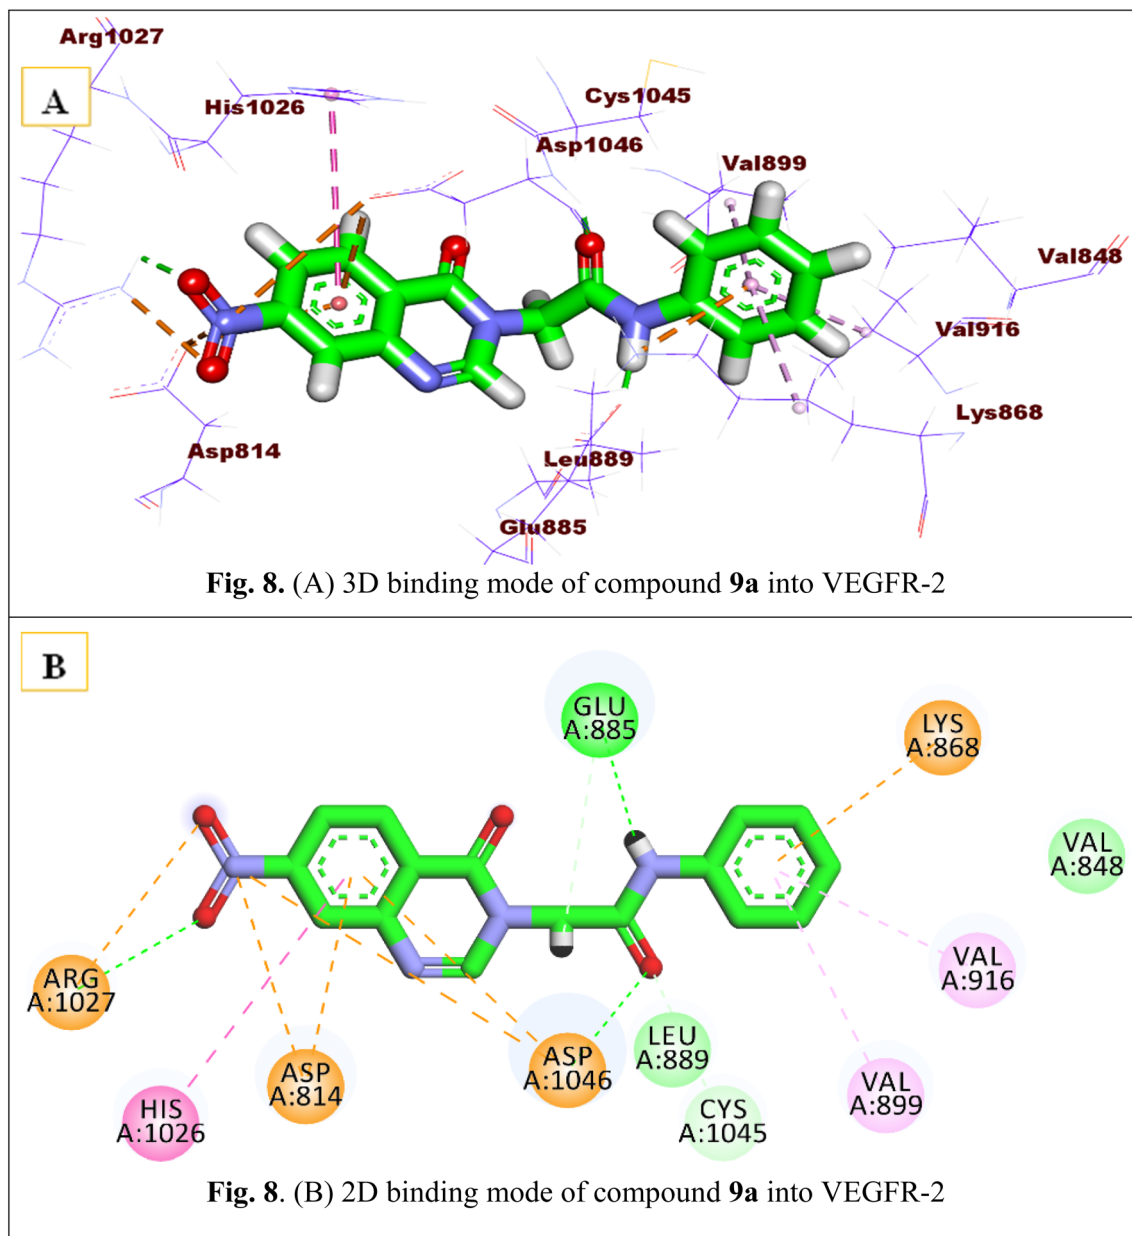 Arg1027
A
His1026
Cys1045
Asp1046
Val899
Val848
Val916
Lys868
Asp814
Leu889
Glu885
Fig. 8. (A) 3D binding mode of compound 9a into VEGFR-2
B
GLU
A:885
LYS
A:868
VAL
A:848
VAL
A:916
ARG
A:1027
LEU
A:889
ASP
A:1046
ASP
A:814
VAL
A:899
HIS
A:1026
CYS
A:1045
Fig. 8. (B) 2D binding mode of compound 9a into VEGFR-2